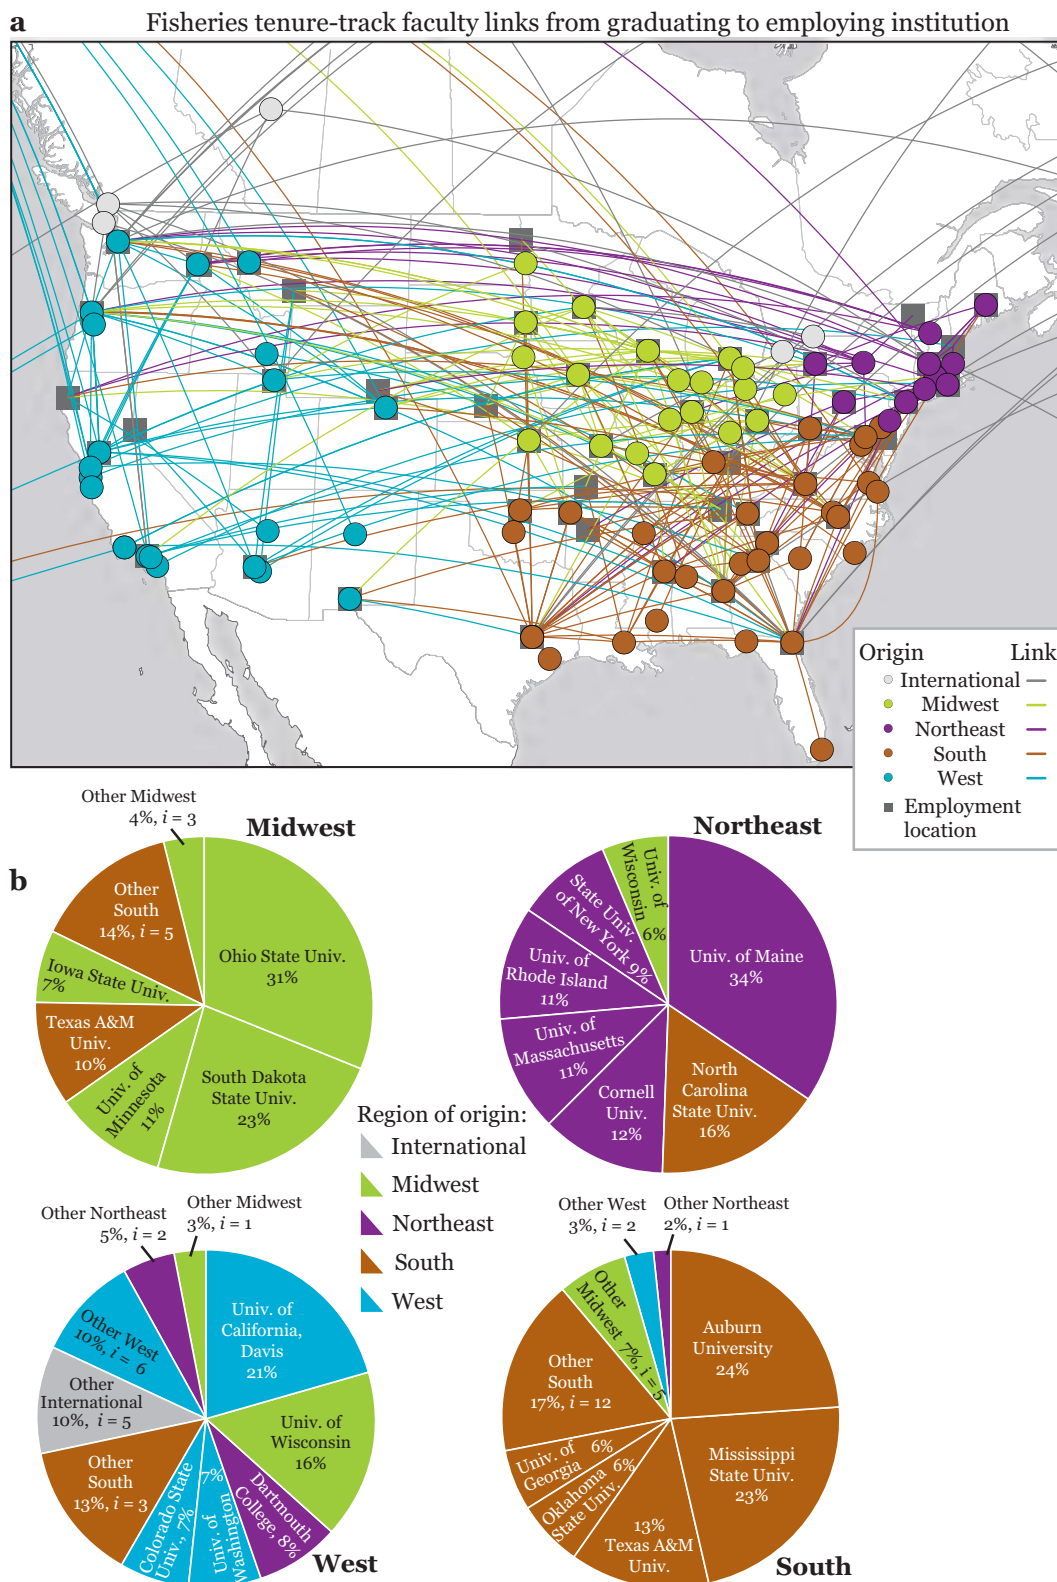 a
Fisheries tenure-track faculty links from graduating to employing institution
Origin
Link
International
Midwest
Northeast
South
West
Employment
location
b
Midwest
Other Midwest
4%, i = 3
Other
South
14%, i = 5
Iowa State Univ.
7%
Texas A&M
Univ.
10%
Univ. of
Minnesota
11%
South Dakota
State Univ.
23%
Ohio State Univ.
31%
Northeast
Univ. of
Wisconsin
6%
State Univ.
of New York 9%
Univ. of
Rhode Island
11%
Univ. of
Massachusetts
11%
Cornell
Univ.
12%
North
Carolina
State Univ.
16%
Univ. of Maine
34%
Region of origin:
International
Midwest
Northeast
South
West
Other Northeast
5%, i = 2
Other Midwest
3%, i = 1
Other West
10%, i = 6
Other
International
10%, i = 5
Other
South
13%, i = 3
Colorado State
Univ., 7%
Univ. of
Washington
7%
Dartmouth
College, 8%
Univ. of
Wisconsin
16%
Univ. of
California,
Davis
21%
West
Other West
3%, i = 2
Other Northeast
2%, i = 1
Other
Midwest 7%, i = 5
Other
South
17%, i = 12
Univ. of
Georgia
6%
Oklahoma
State Univ.
6%
13%
Texas A&M
Univ.
Mississippi
State Univ.
23%
Auburn
University
24%
South